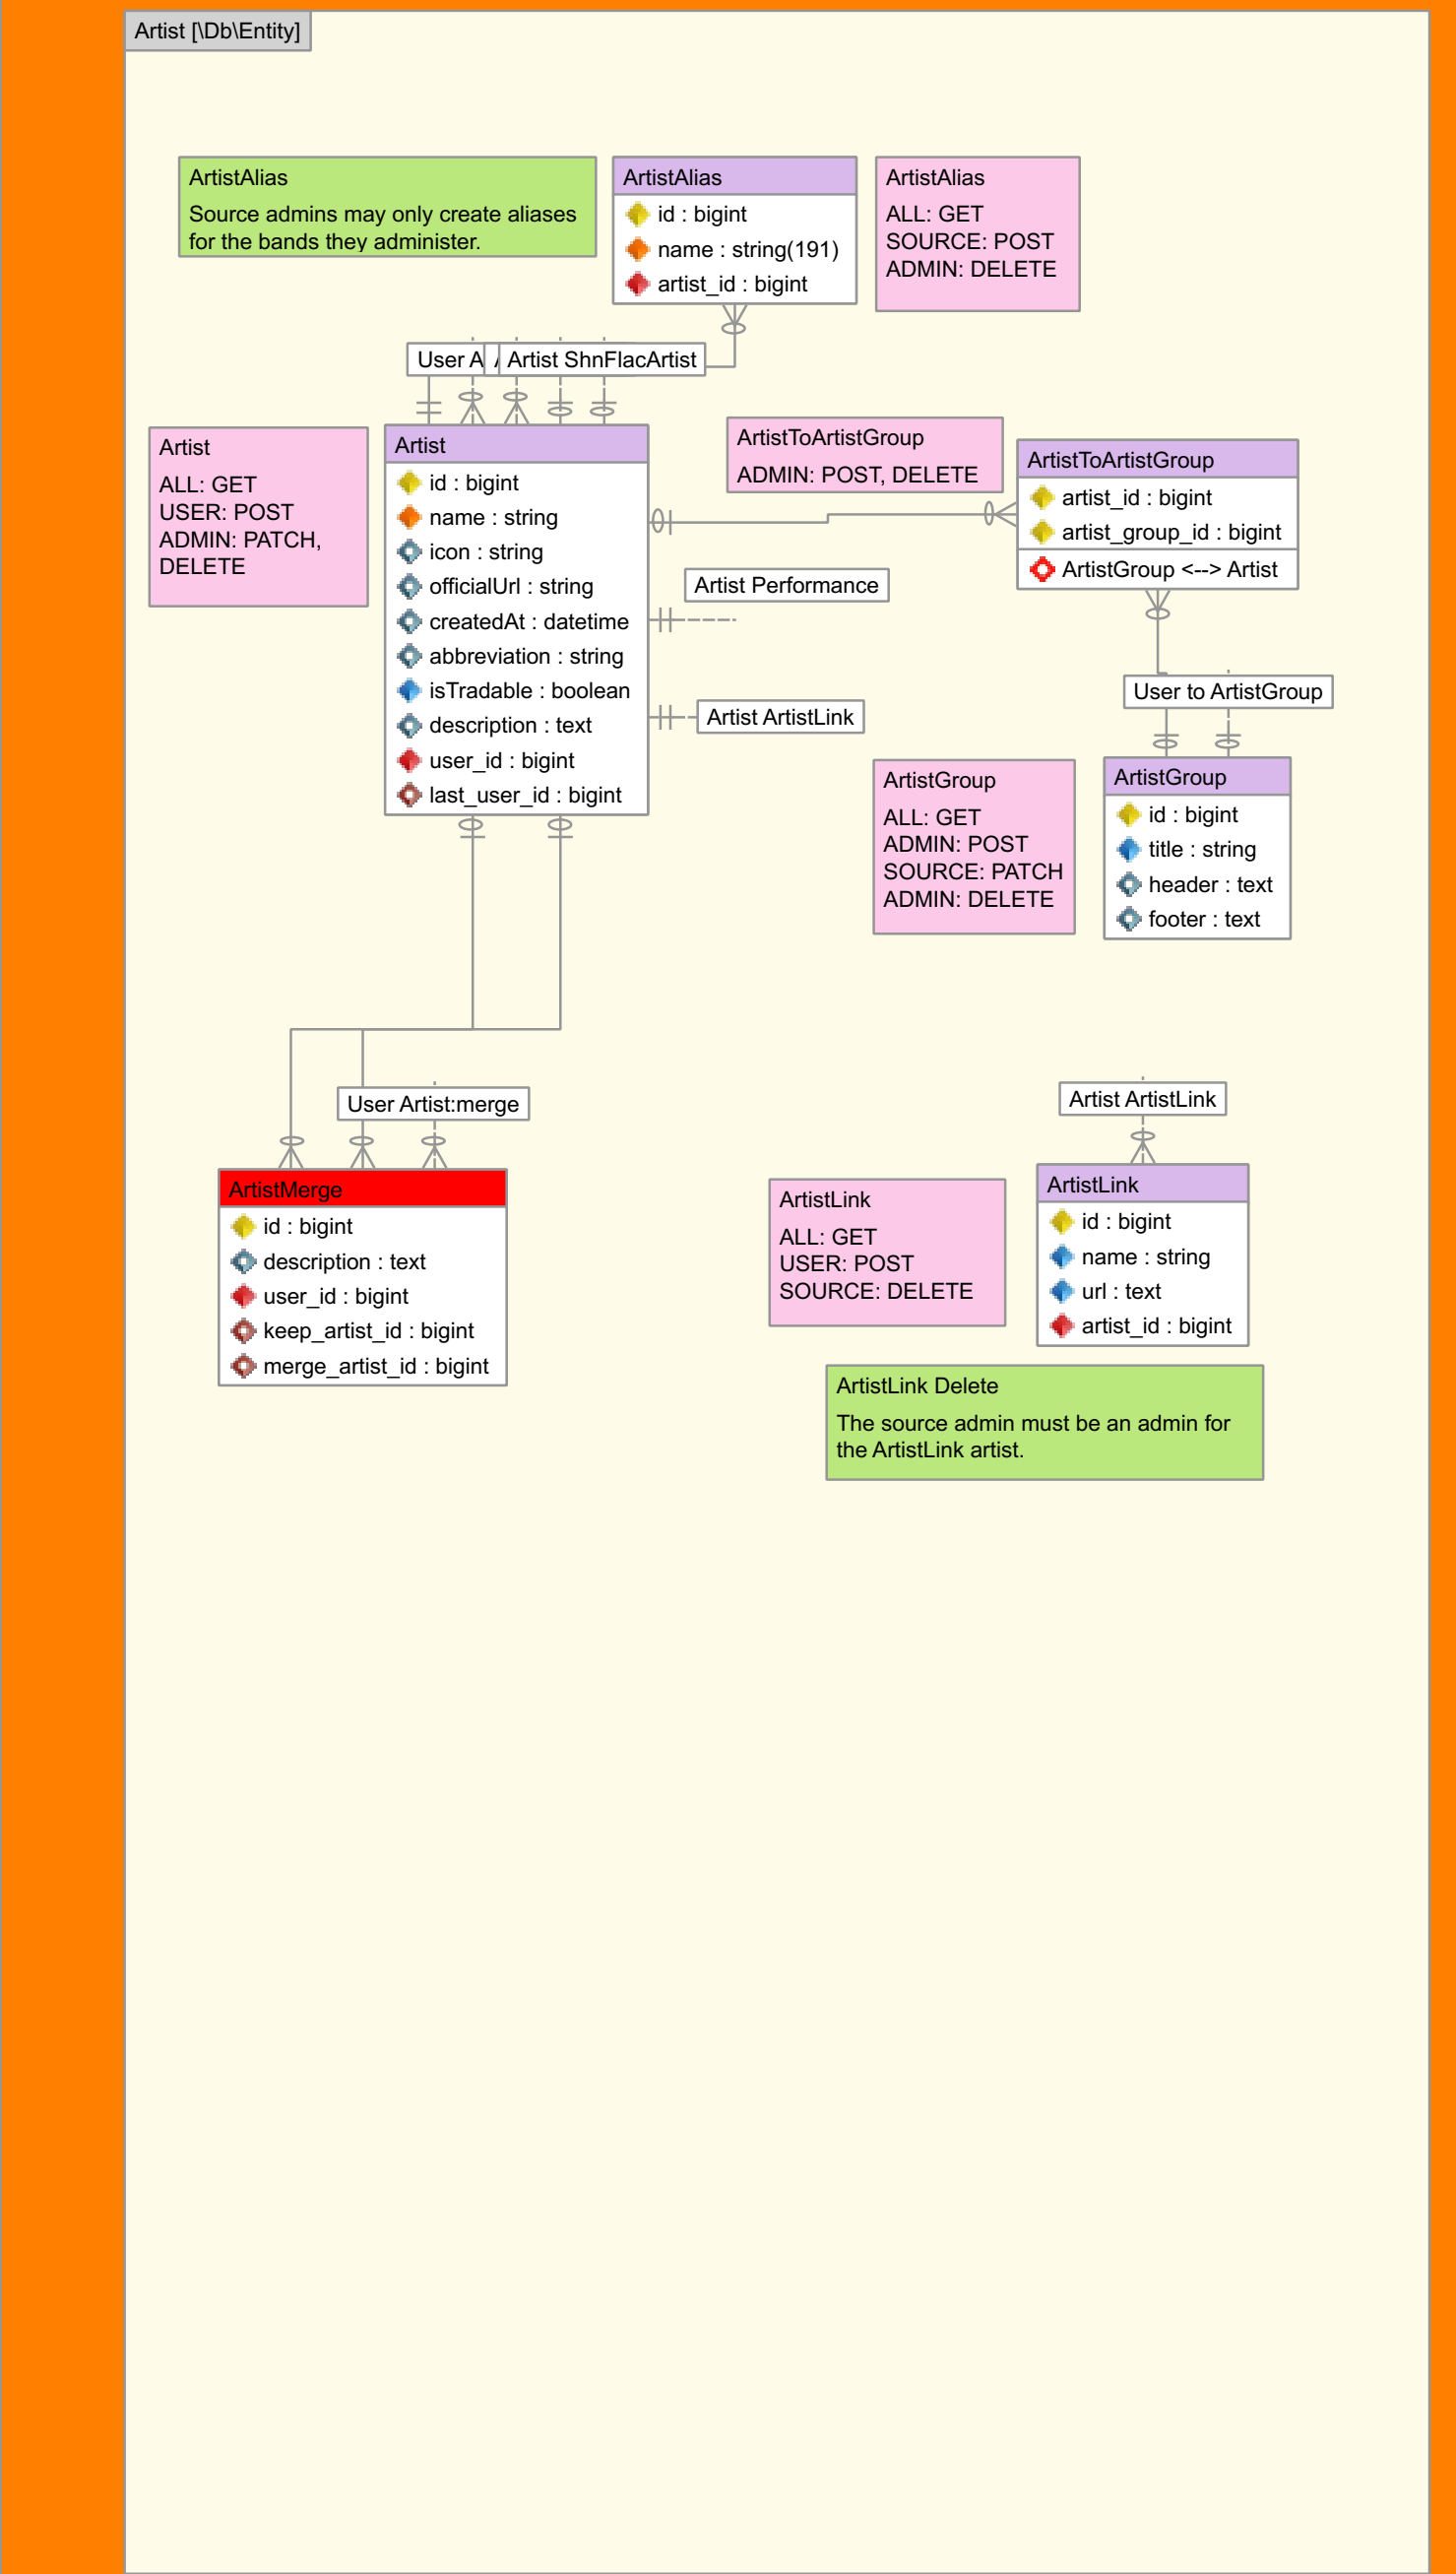 Artist [\Db\Entity]
ArtistAlias
Source admins may only create aliases
for the bands they administer.
ArtistAlias
id : bigint
name : string(191)
artist_id : bigint
ArtistAlias
ALL: GET
SOURCE: POST
ADMIN: DELETE
User A
Artist ShnFlacArtist
Artist
ALL: GET
USER: POST
ADMIN: PATCH,
DELETE
Artist
id : bigint
name : string
icon : string
officialUrl : string
createdAt : datetime
abbreviation : string
isTradable : boolean
description : text
user_id : bigint
last_user_id : bigint
ArtistToArtistGroup
ADMIN: POST, DELETE
ArtistToArtistGroup
artist_id : bigint
artist_group_id : bigint
ArtistGroup <--> Artist
Artist Performance
Artist ArtistLink
User to ArtistGroup
ArtistGroup
ALL: GET
ADMIN: POST
SOURCE: PATCH
ADMIN: DELETE
ArtistGroup
id : bigint
title : string
header : text
footer : text
User Artist:merge
ArtistMerge
id : bigint
description : text
user_id : bigint
keep_artist_id : bigint
merge_artist_id : bigint
Artist ArtistLink
ArtistLink
ALL: GET
USER: POST
SOURCE: DELETE
ArtistLink
id : bigint
name : string
url : text
artist_id : bigint
ArtistLink Delete
The source admin must be an admin for
the ArtistLink artist.